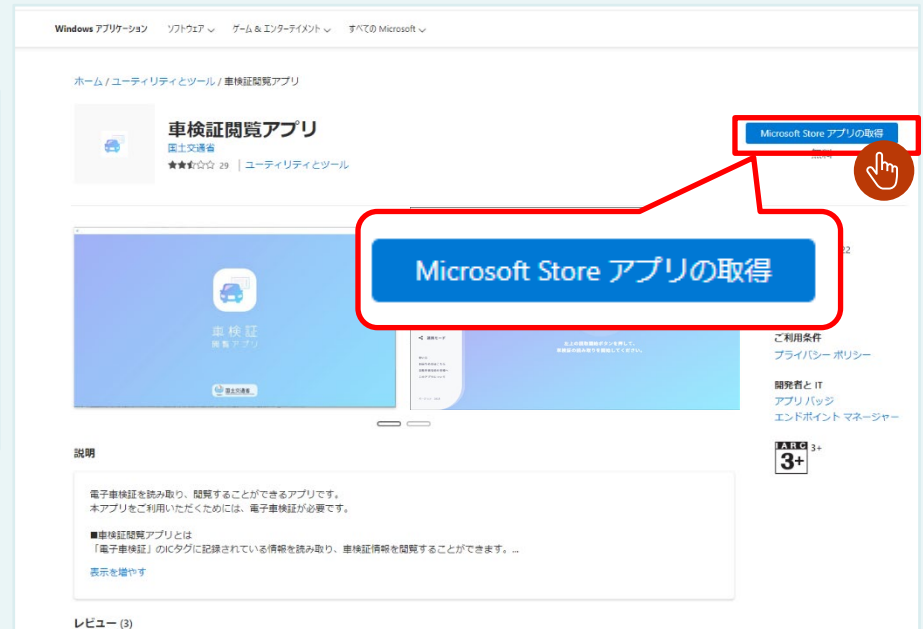 Windows アプリケーション ソフトウェア ゲーム & エンターテイメント すべての Microsoft
ホーム / ユーティリティとツール / 車検証閲覧アプリ
車検証閲覧アプリ
国土交通省
29 | ユーティリティとツール
Microsoft Store アプリの取得
無料
Microsoft Store アプリの取得
22
車検証
閲覧アプリ
国土交通省
ご利用条件
プライバシー ポリシー
開発者と IT
アプリ バッジ
エンドポイント マネージャー
IARC
3+
3+
説明
電子車検証を読み取り、閲覧することができるアプリです。
本アプリをご利用いただくためには、電子車検証が必要です。
■車検証閲覧アプリとは
「電子車検証」のICタグに記録されている情報を読み取り、車検証情報を閲覧することができます。...
表示を増やす
レビュー (3)